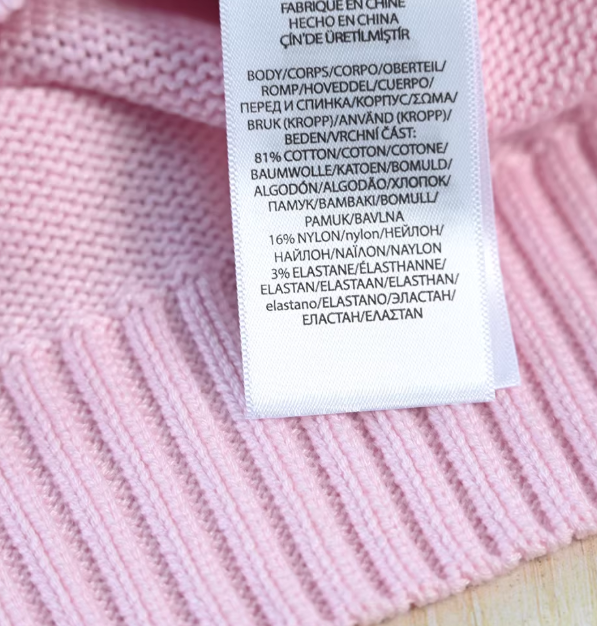 FABRIQUÉ EN CHINE
HECHO EN CHINA
ÇİN'DE ÜRETİLMİŞTİR
BODY/CORPS/CORPO/OBERTEIL/
ROMP/HOVEDDEL/CUERPO/
ПЕРЕД И СПИНКА/КОРПУС/ΣΩΜΑ/
BRUK (KROPP)/ANVÄND (KROPP)/
BEDEN/VRCHNÍ ČÁST:
81% COTTON/COTON/COTONE/
BAUMWOLLE/KATOEN/BOMULD/
ALGODÓN/ALGODÃO/ХЛОПОК/
ПАМУК/BAMBAKI/BOMULL/
PAMUK/BAVLNA
16% NYLON/nylon/НЕЙЛОН/
НАЙЛОН/ΝΑΪΛΟΝ/NAYLON
3% ELASTANE/ÉLASTHANNE/
ELASTAN/ELASTAAN/ELASTHAN/
elastano/ELASTANO/ЭЛАСТАН/
ЕЛАСТАН/ΕΛΑΣΤΑΝ